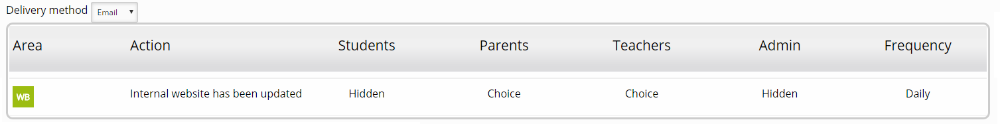 Delivery method Email
Area Action Students Parents Teachers Admin Frequency
WB Internal website has been updated Hidden Choice Choice Hidden Daily